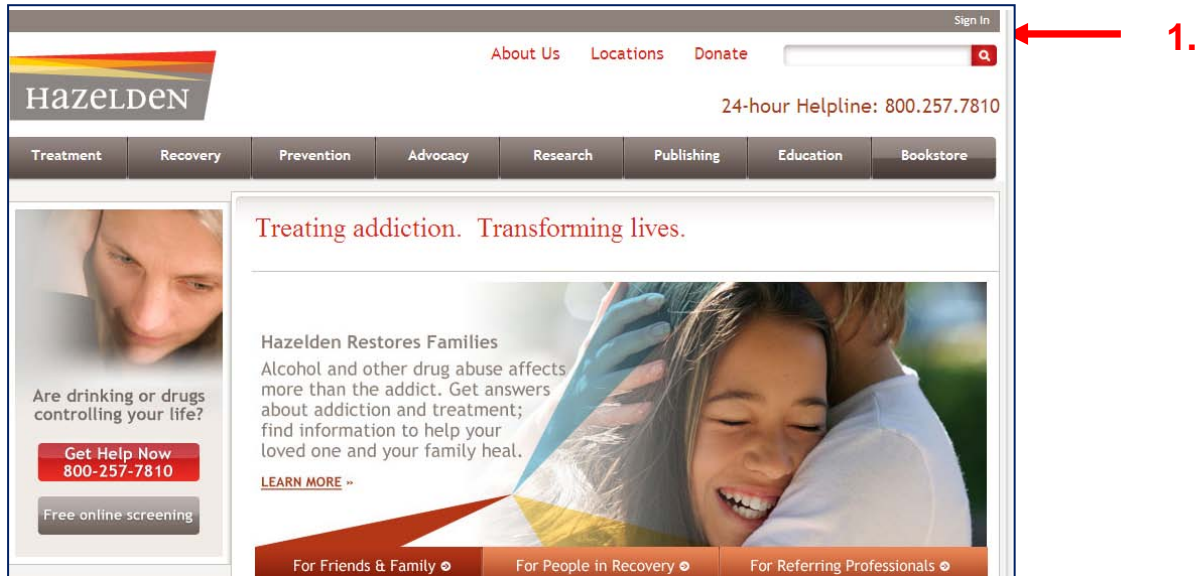 Sign In
1.
About Us Locations Donate
HAZELDEN
24-hour Helpline: 800.257.7810
Treatment Recovery Prevention Advocacy Research Publishing Education Bookstore
Treating addiction. Transforming lives.
Hazelden Restores Families
Alcohol and other drug abuse affects
more than the addict. Get answers
about addiction and treatment;
find information to help your
loved one and your family heal.
LEARN MORE »
Are drinking or drugs
controlling your life?
Get Help Now
800-257-7810
Free online screening
For Friends & Family For People in Recovery For Referring Professionals